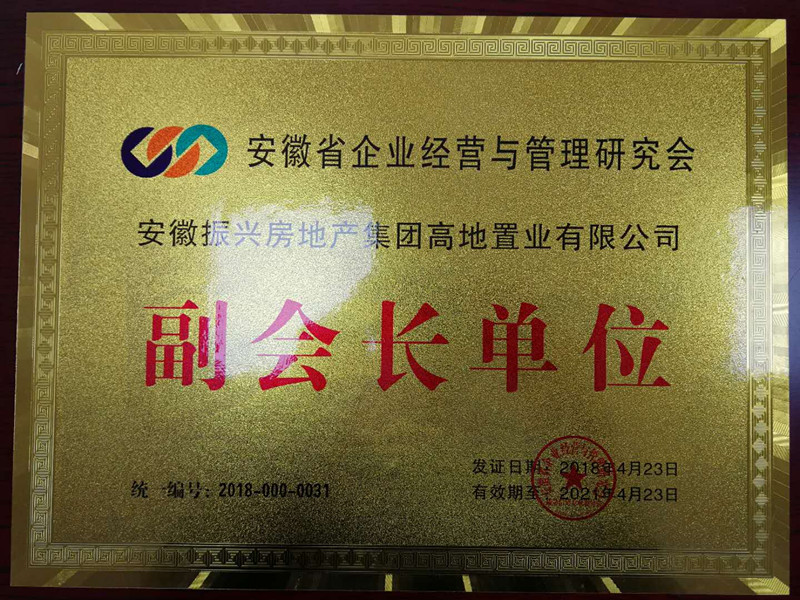 安徽省企业经营与管理研究会
安徽振兴房地产集团高地置业有限公司
副会长单位
统一编号：2018-000-0031
发证日期：2018年4月23日
有效期至：2021年4月23日